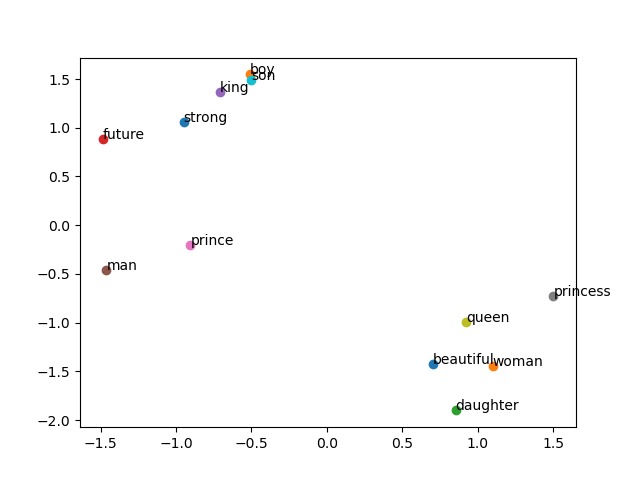 boy
son
king
strong
future
prince
man
princess
queen
beautiful
woman
daughter
1.5
1.0
0.5
0.0
−0.5
−1.0
−1.5
−2.0
−1.5
−1.0
−0.5
0.0
0.5
1.0
1.5